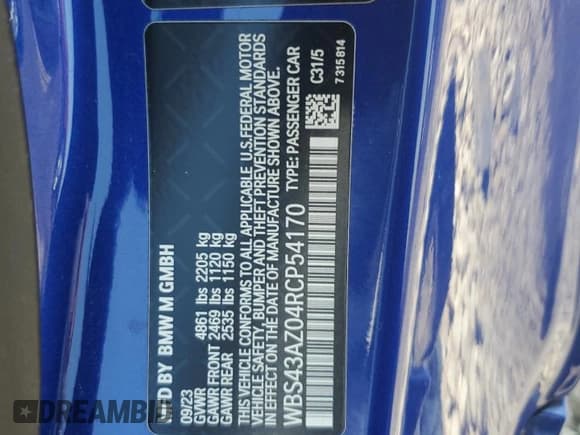 MFD BY BMW M GMBH
09/23
GVWR 4861 lbs 2205 kg
GAWR FRONT 2469 lbs 1120 kg
GAWR REAR 2535 lbs 1150 kg
THIS VEHICLE CONFORMS TO ALL APPLICABLE U.S. FEDERAL MOTOR
VEHICLE SAFETY, BUMPER AND THEFT PREVENTION STANDARDS
IN EFFECT ON THE DATE OF MANUFACTURE SHOWN ABOVE.
WBS43AZ04RCP54170 TYPE: PASSENGER CAR
C31/5
7315814
DREAMBID